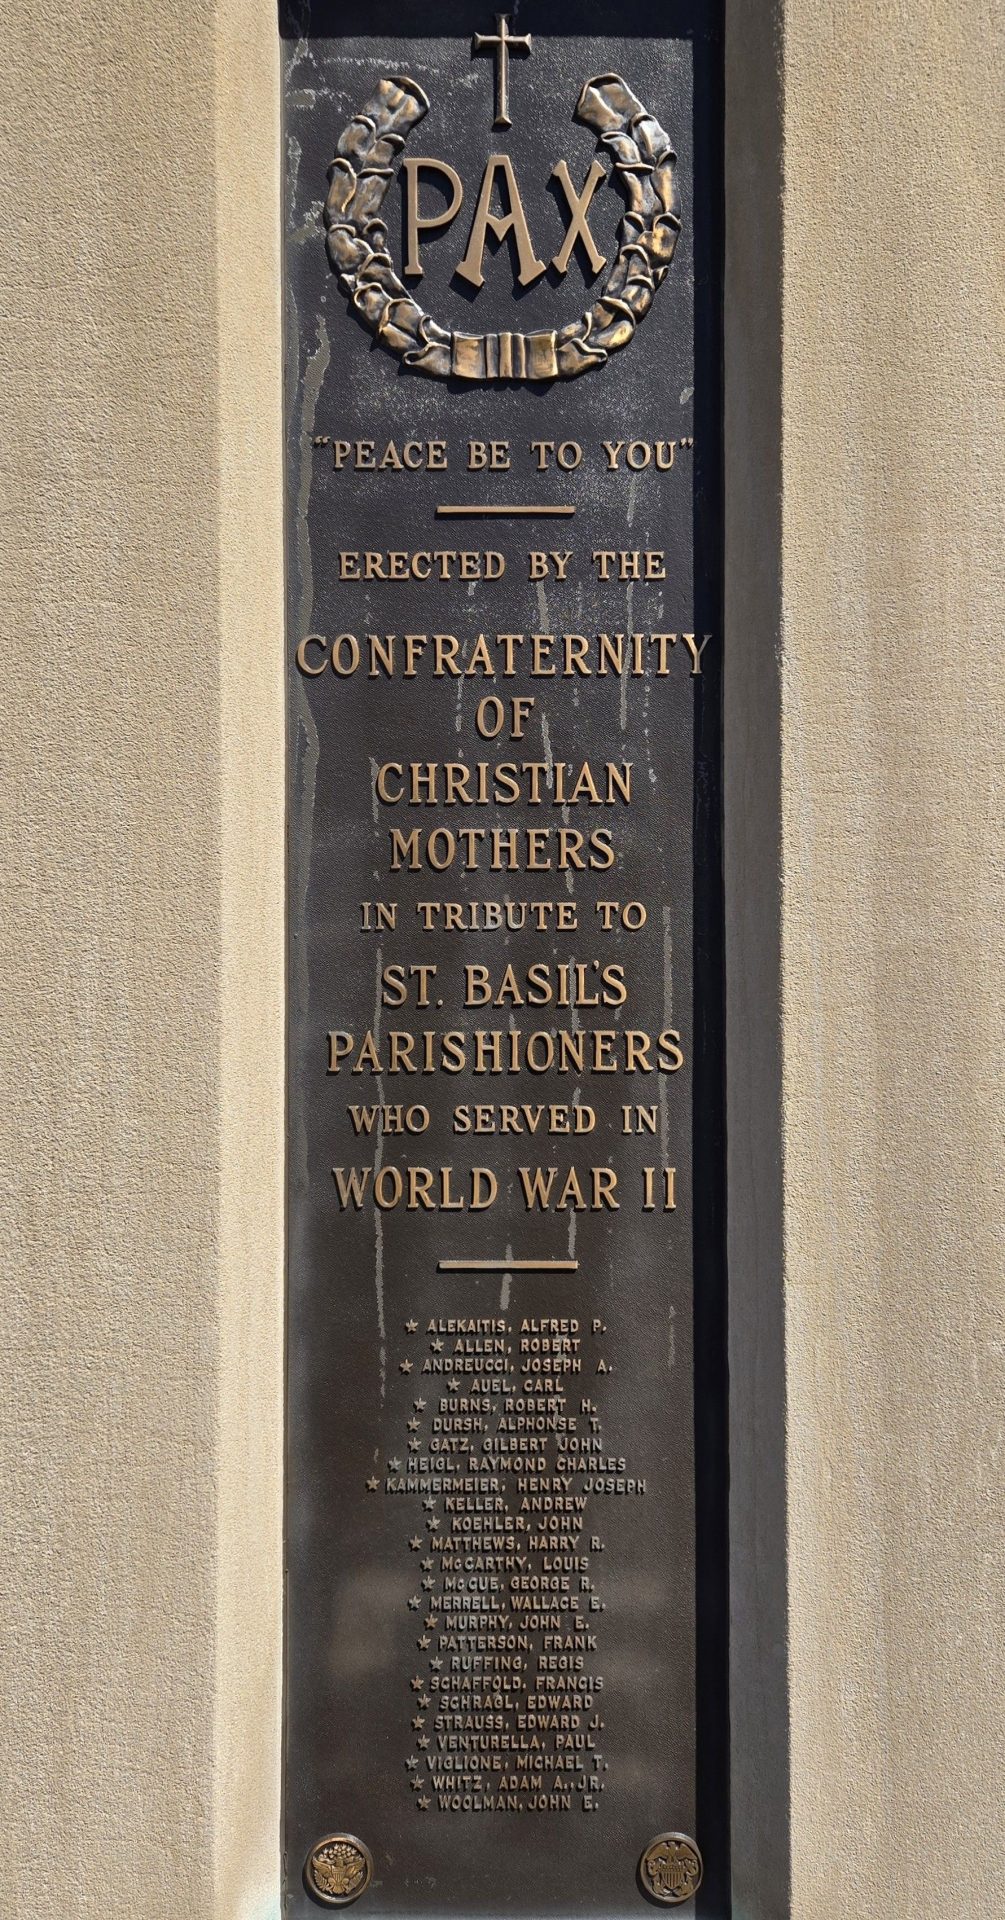 PAX
"PEACE BE TO YOU"
ERECTED BY THE
CONFRATERNITY
OF
CHRISTIAN
MOTHERS
IN TRIBUTE TO
ST. BASIL'S
PARISHIONERS
WHO SERVED IN
WORLD WAR II
★ ALEKAITIS, ALFRED P.
★ ALLEN, ROBERT
★ ANDREUCCI, JOSEPH A.
★ AUEL, CARL
★ BURNS, ROBERT H.
★ DURSH, ALPHONSE T.
★ GATZ, GILBERT JOHN
★ HEIGL, RAYMOND CHARLES
★ KAMMERMEIER, HENRY JOSEPH
★ KELLER, ANDREW
★ KOEHLER, JOHN
★ MATTHEWS, HARRY R.
★ McCARTHY, LOUIS
★ McCUE, GEORGE R.
★ MERRELL, WALLACE E.
★ MURPHY, JOHN E.
★ PATTERSON, FRANK
★ RUFFING, REGIS
★ SCHAFFOLD, FRANCIS
★ SCHRAGL, EDWARD
★ STRAUSS, EDWARD J.
★ VENTURELLA, PAUL
★ VIGLIONE, MICHAEL T.
★ WHITZ, ADAM A., JR.
★ WOOLMAN, JOHN E.